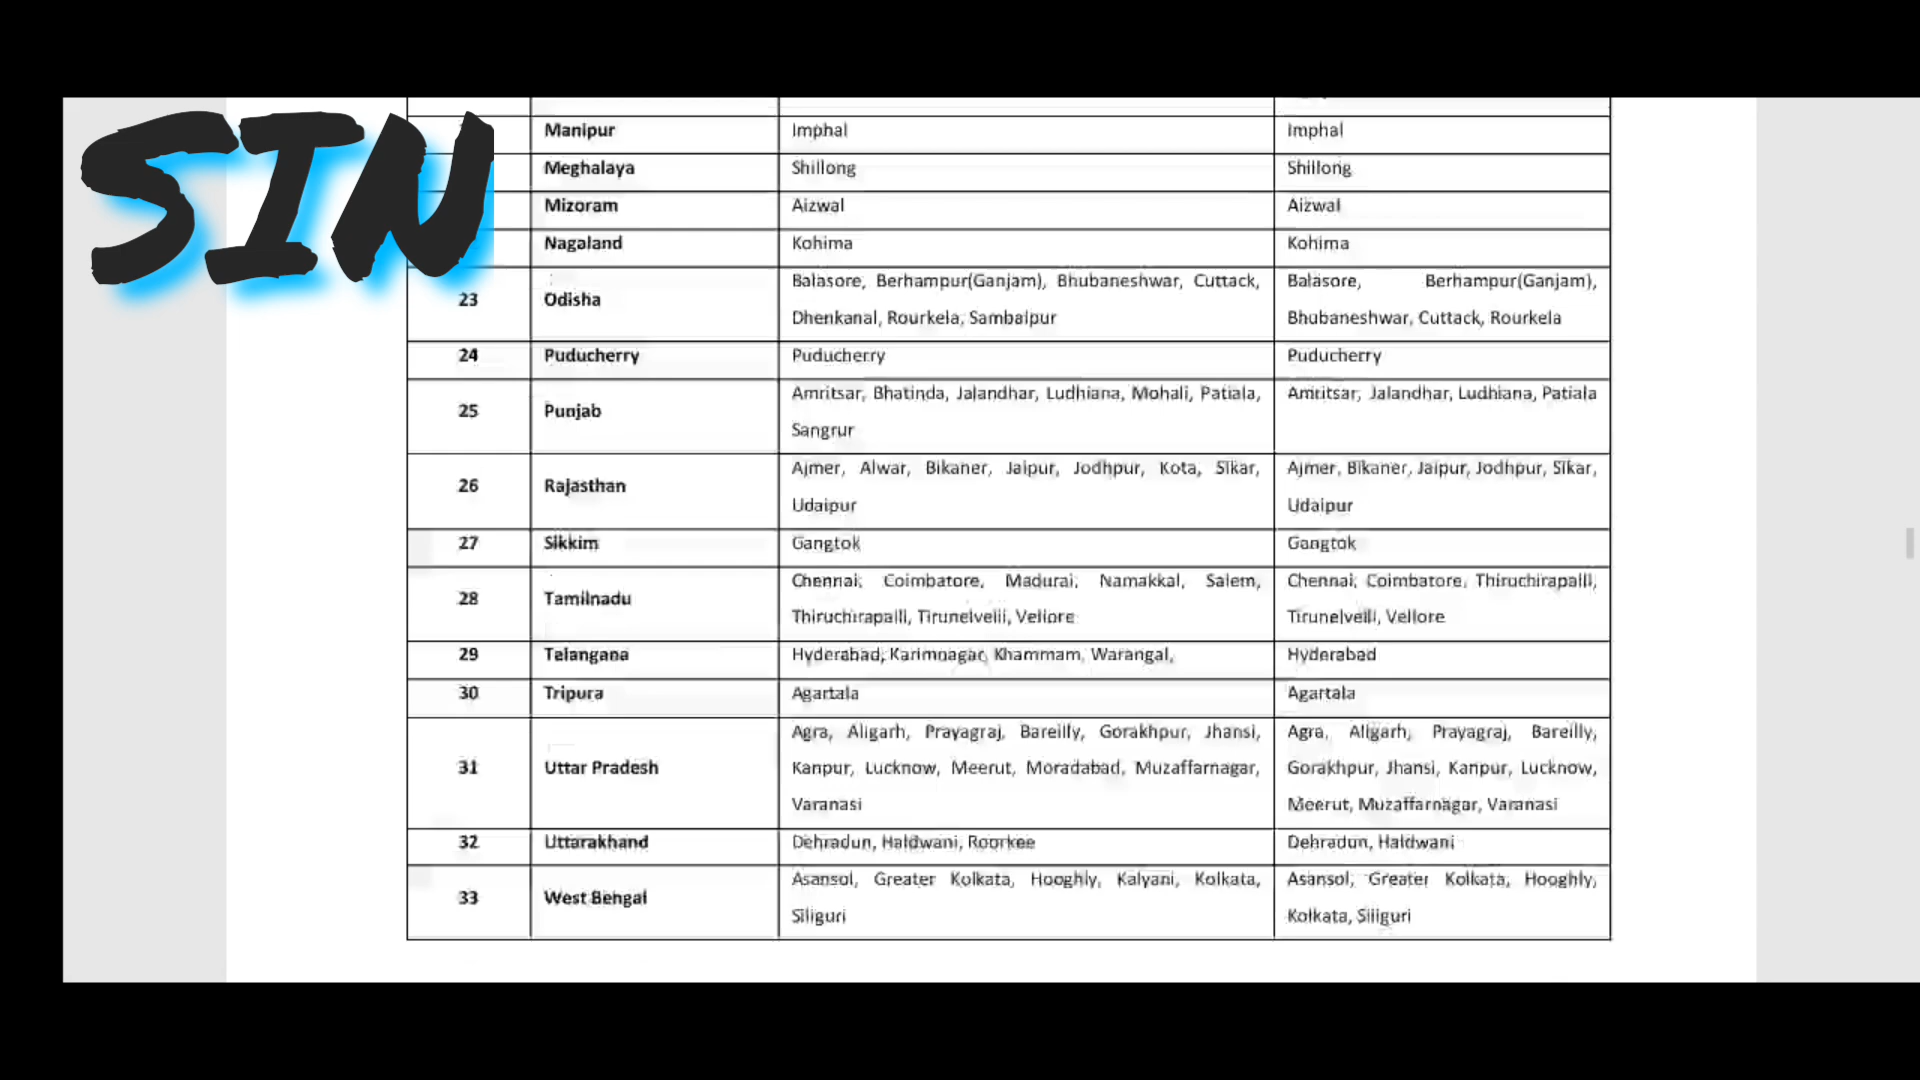 SIN
Manipur Imphal Imphal
Meghalaya Shillong Shillong
Mizoram Aizwal Aizwal
Nagaland Kohima Kohima
23 Odisha Balasore, Berhampur(Ganjam), Bhubaneshwar, Cuttack, Balasore, Berhampur(Ganjam),
Dhenkanal, Rourkela, Sambalpur Bhubaneshwar, Cuttack, Rourkela
24 Puducherry Puducherry Puducherry
25 Punjab Amritsar, Bhatinda, Jalandhar, Ludhiana, Mohali, Patiala, Amritsar, Jalandhar, Ludhiana, Patiala
Sangrur
26 Rajasthan Ajmer, Alwar, Bikaner, Jaipur, Jodhpur, Kota, Sikar, Ajmer, Bikaner, Jaipur, Jodhpur, Sikar,
Udaipur Udaipur
27 Sikkim Gangtok Gangtok
28 Tamilnadu Chennai, Coimbatore, Madurai, Namakkal, Salem, Chennai, Coimbatore, Thiruchirapalli,
Thiruchirapalli, Tirunelvelli, Vellore Tirunelvelli, Vellore
29 Telangana Hyderabad, Karimnagar, Khammam, Warangal, Hyderabad
30 Tripura Agartala Agartala
31 Uttar Pradesh Agra, Aligarh, Prayagraj, Bareilly, Gorakhpur, Jhansi, Agra, Aligarh, Prayagraj, Bareilly,
Kanpur, Lucknow, Meerut, Moradabad, Muzaffarnagar, Gorakhpur, Jhansi, Kanpur, Lucknow,
Varanasi Meerut, Muzaffarnagar, Varanasi
32 Uttarakhand Dehradun, Haldwani, Roorkee Dehradun, Haldwani
33 West Bengal Asansol, Greater Kolkata, Hooghly, Kalyani, Kolkata, Asansol, Greater Kolkata, Hooghly,
Siliguri Kolkata, Siliguri